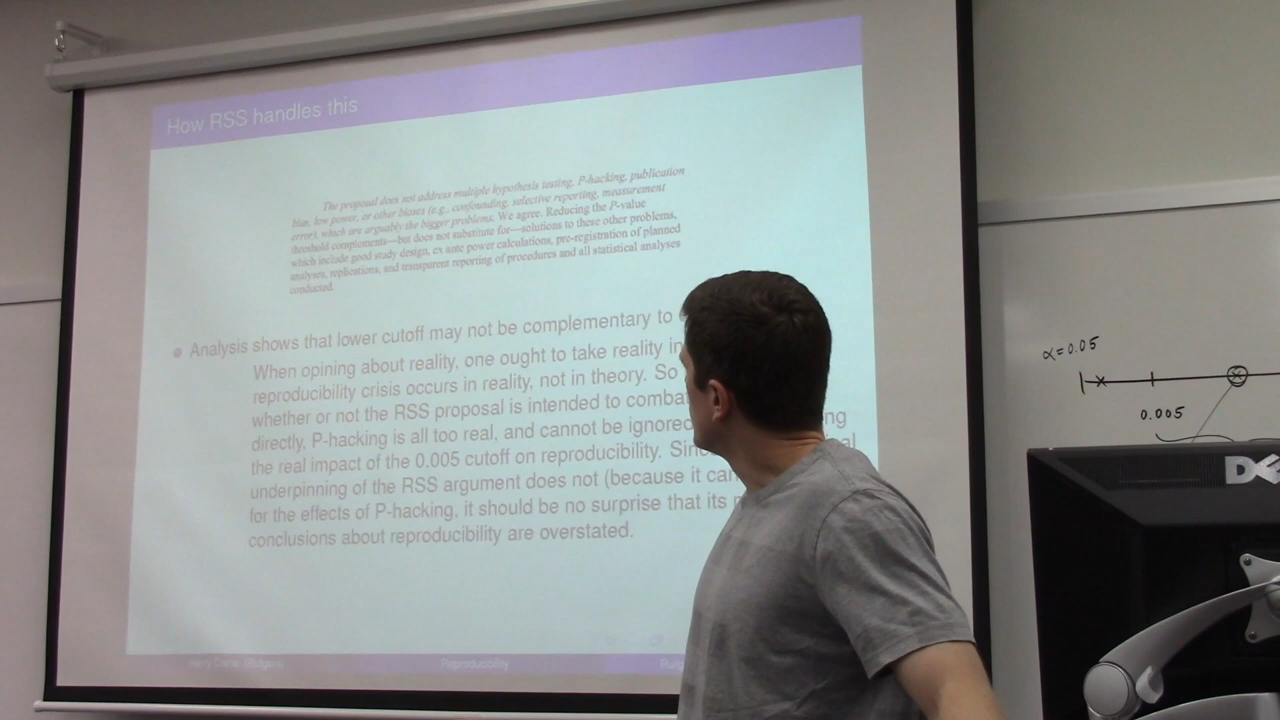 How RSS handles this
The proposal does not address multiple hypothesis testing, P-hacking, publication
bias, low power, or other biases (e.g., confounding, selective reporting, measurement
error), which are arguably the bigger problems. We agree. Reducing the P-value
threshold complements—but does not substitute for—solutions to these other problems,
which include good study design, ex ante power calculations, pre-registration of planned
analyses, replications, and transparent reporting of procedures and all statistical analyses
conducted.
Analysis shows that lower cutoff may not be complementary to
When opining about reality, one ought to take reality in
reproducibility crisis occurs in reality, not in theory. So
whether or not the RSS proposal is intended to comba
directly, P-hacking is all too real, and cannot be ignored ng
the real impact of the 0.005 cutoff on reproducibility. Sinc al
underpinning of the RSS argument does not (because it can
for the effects of P-hacking, it should be no surprise that its
conclusions about reproducibility are overstated.
Harry Crane (Rutgers) Reproducibility Rutg
α=0.05
0.005
DE